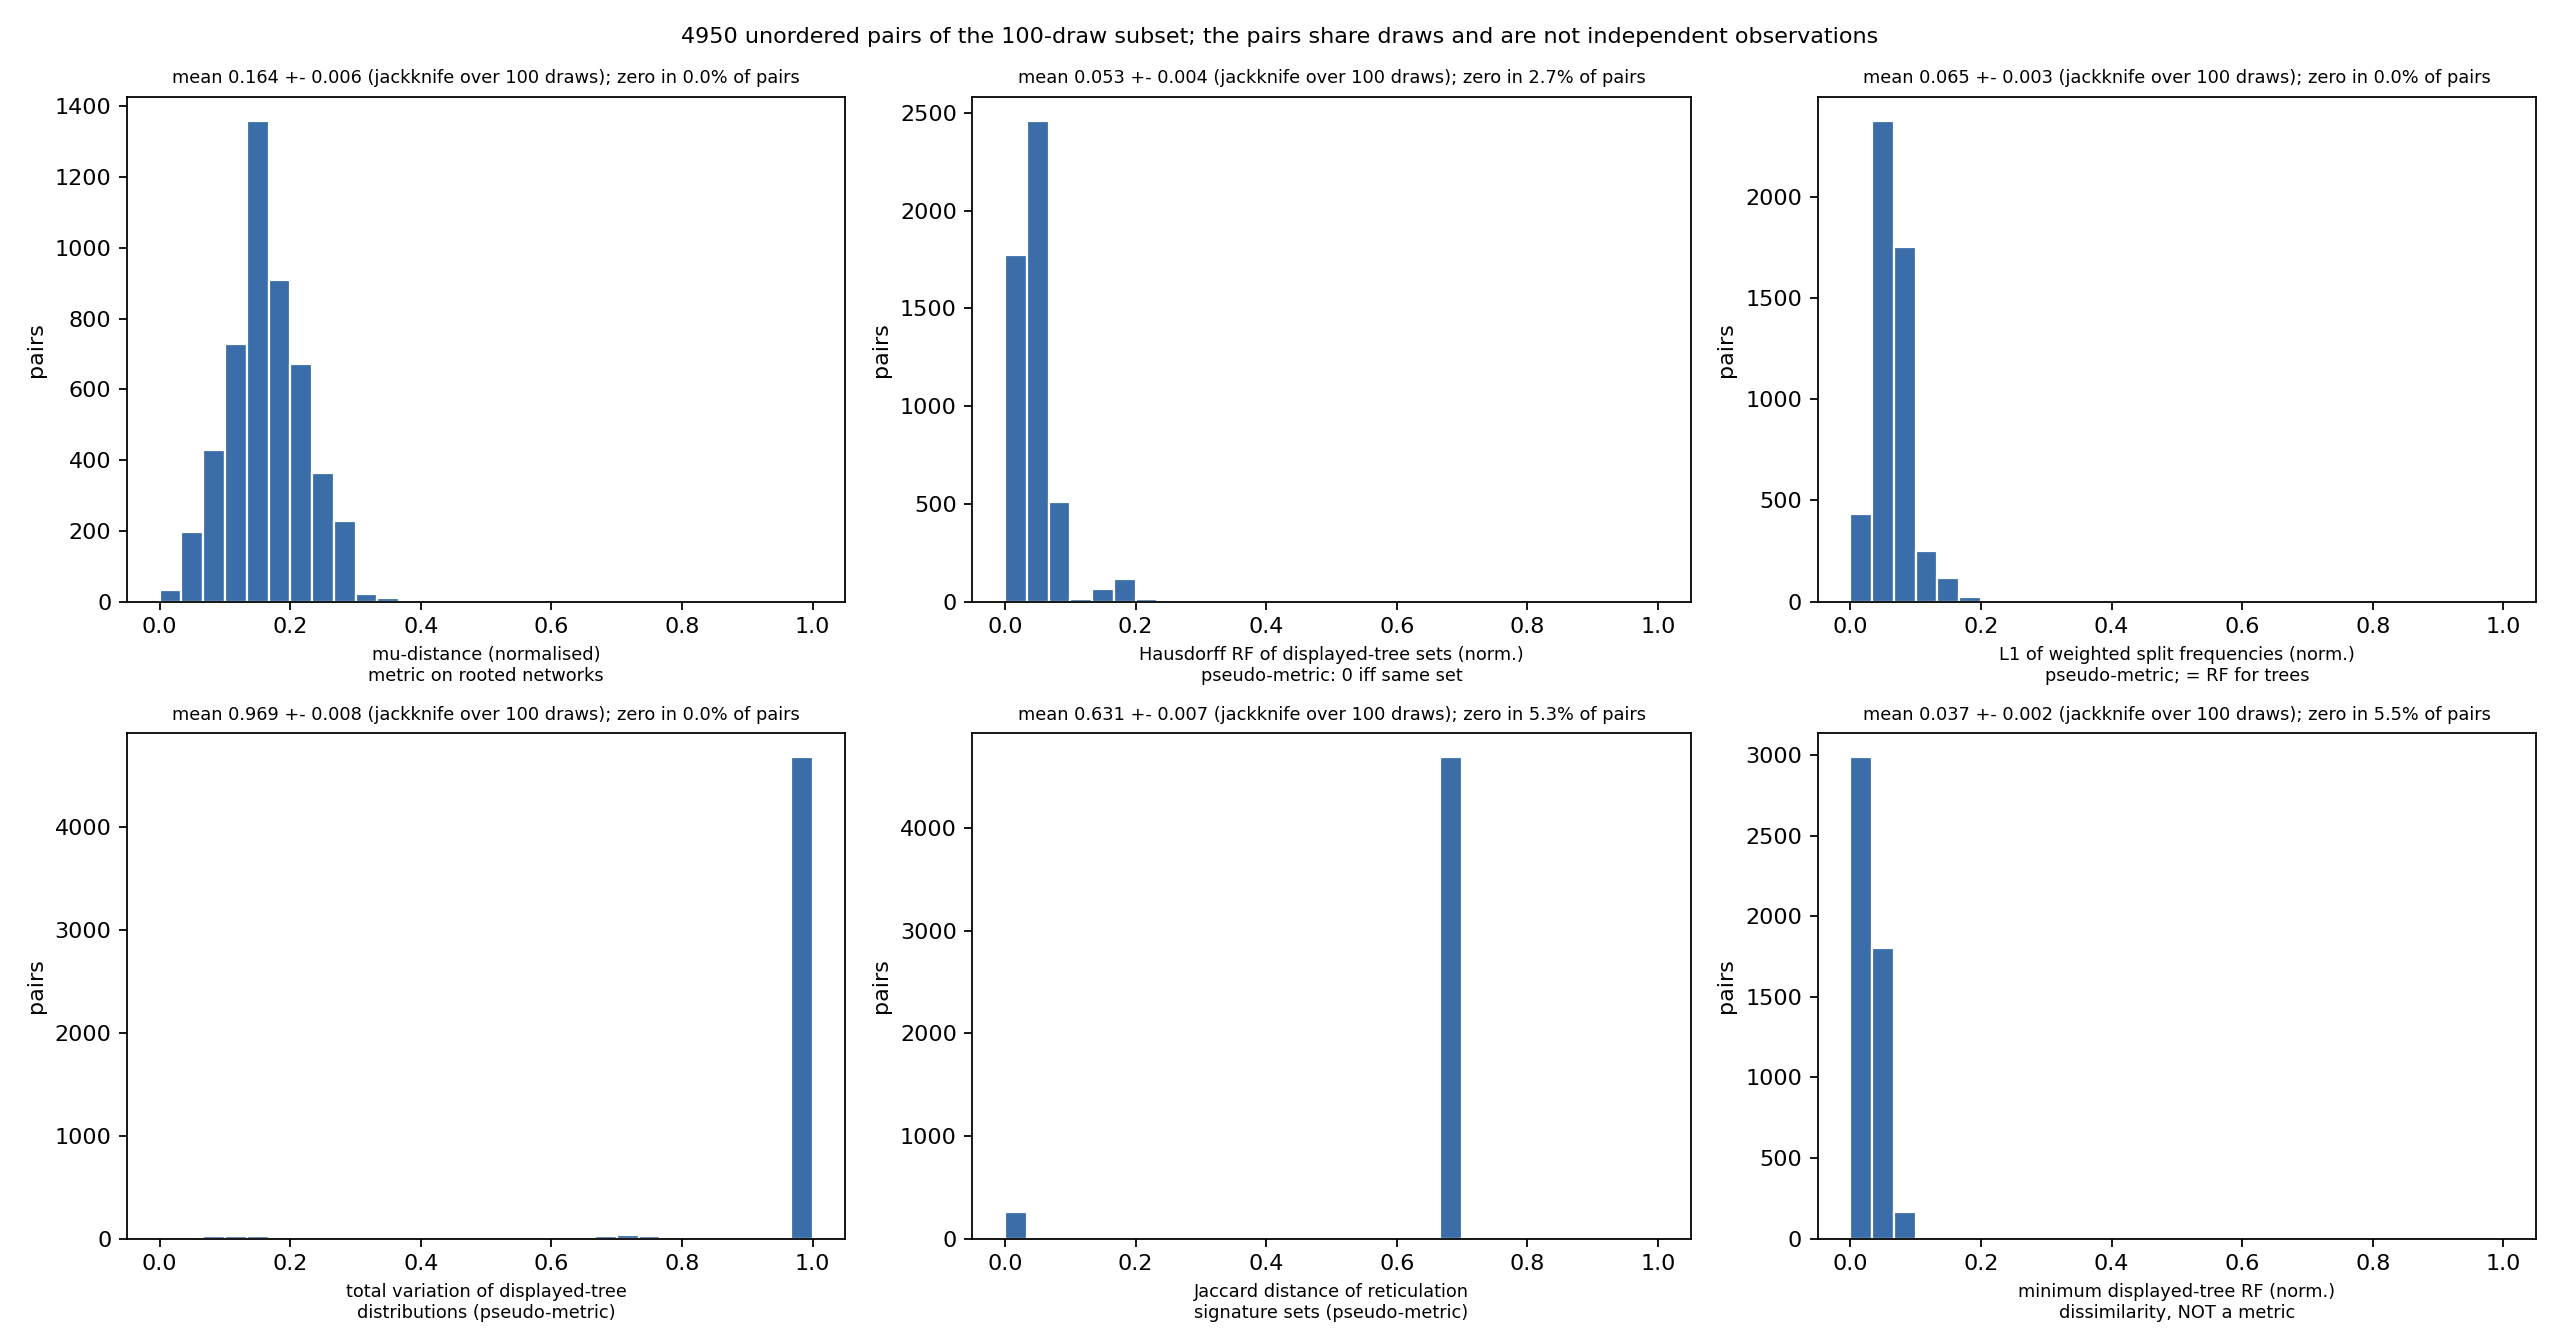 4950 unordered pairs of the 100-draw subset; the pairs share draws and are not independent observations
mean 0.164 +- 0.006 (jackknife over 100 draws); zero in 0.0% of pairs
1400
1200
1000
800
600
400
200
0
pairs
0.0 0.2 0.4 0.6 0.8 1.0
mu-distance (normalised)
metric on rooted networks
mean 0.053 +- 0.004 (jackknife over 100 draws); zero in 2.7% of pairs
2500
2000
1500
1000
500
0
pairs
0.0 0.2 0.4 0.6 0.8 1.0
Hausdorff RF of displayed-tree sets (norm.)
pseudo-metric: 0 iff same set
mean 0.065 +- 0.003 (jackknife over 100 draws); zero in 0.0% of pairs
2000
1500
1000
500
0
pairs
0.0 0.2 0.4 0.6 0.8 1.0
L1 of weighted split frequencies (norm.)
pseudo-metric; = RF for trees
mean 0.969 +- 0.008 (jackknife over 100 draws); zero in 0.0% of pairs
4000
3000
2000
1000
0
pairs
0.0 0.2 0.4 0.6 0.8 1.0
total variation of displayed-tree
distributions (pseudo-metric)
mean 0.631 +- 0.007 (jackknife over 100 draws); zero in 5.3% of pairs
4000
3000
2000
1000
0
pairs
0.0 0.2 0.4 0.6 0.8 1.0
Jaccard distance of reticulation
signature sets (pseudo-metric)
mean 0.037 +- 0.002 (jackknife over 100 draws); zero in 5.5% of pairs
3000
2500
2000
1500
1000
500
0
pairs
0.0 0.2 0.4 0.6 0.8 1.0
minimum displayed-tree RF (norm.)
dissimilarity, NOT a metric